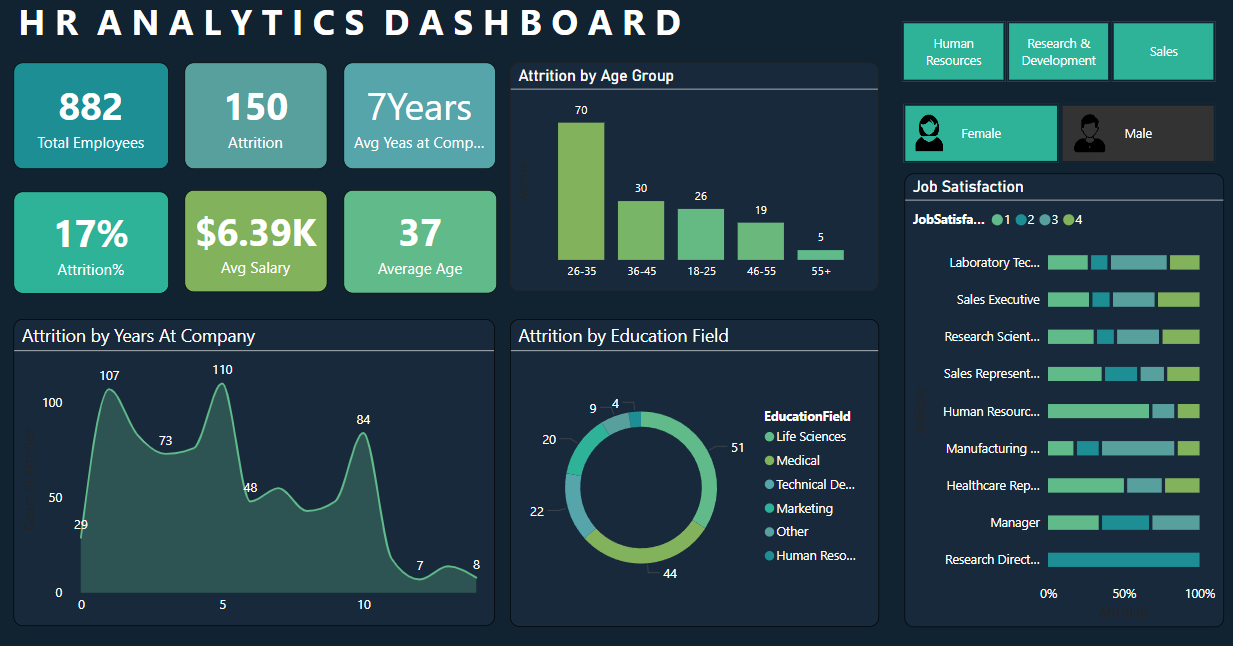 HR ANALYTICS DASHBOARD
882
Total Employees
150
Attrition
7Years
Avg Yeas at Comp...
17%
Attrition%
$6.39K
Avg Salary
37
Average Age
Attrition by Age Group
70
30
26
19
5
26-35
36-45
18-25
46-55
55+
Human
Resources
Research &
Development
Sales
Female
Male
Attrition by Years At Company
100
50
0
29
107
73
110
48
84
7
8
0
5
10
Attrition by Education Field
51
44
22
20
9
4
EducationField
Life Sciences
Medical
Technical De...
Marketing
Other
Human Reso...
Job Satisfaction
JobSatisfa... 1 2 3 4
Laboratory Tec...
Sales Executive
Research Scient...
Sales Represent...
Human Resourc...
Manufacturing ...
Healthcare Rep...
Manager
Research Direct...
0% 50% 100%